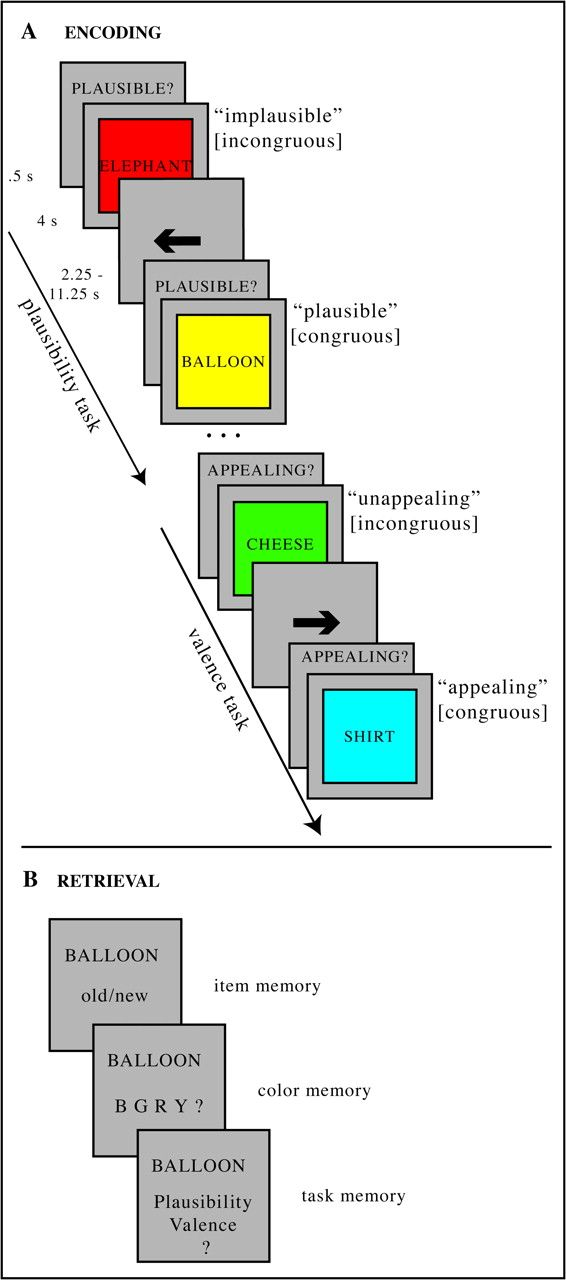 A ENCODING
PLAUSIBLE?
“implausible”
[incongruous]
ELEPHANT
.5 s
4 s
2.25 -
11.25 s
PLAUSIBLE?
“plausible”
[congruous]
BALLOON
plausibility task
. . .
APPEALING?
“unappealing”
[incongruous]
CHEESE
APPEALING?
“appealing”
[congruous]
SHIRT
valence task
B RETRIEVAL
BALLOON
old/new
item memory
BALLOON
B G R Y ?
color memory
BALLOON
Plausibility
Valence
?
task memory